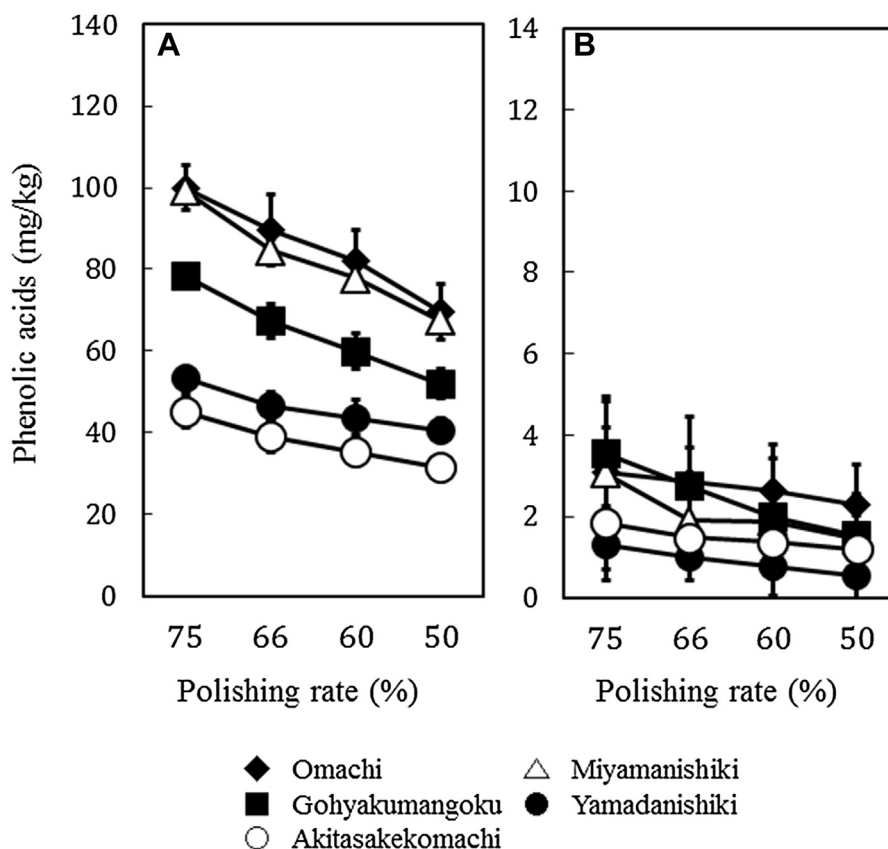 A
B
Phenolic acids (mg/kg)
140
120
100
80
60
40
20
0
14
12
10
8
6
4
2
0
75 66 60 50
75 66 60 50
Polishing rate (%)
Polishing rate (%)
Omachi
Miyamanishiki
Gohyakumangoku
Yamadanishiki
Akitasakekomachi